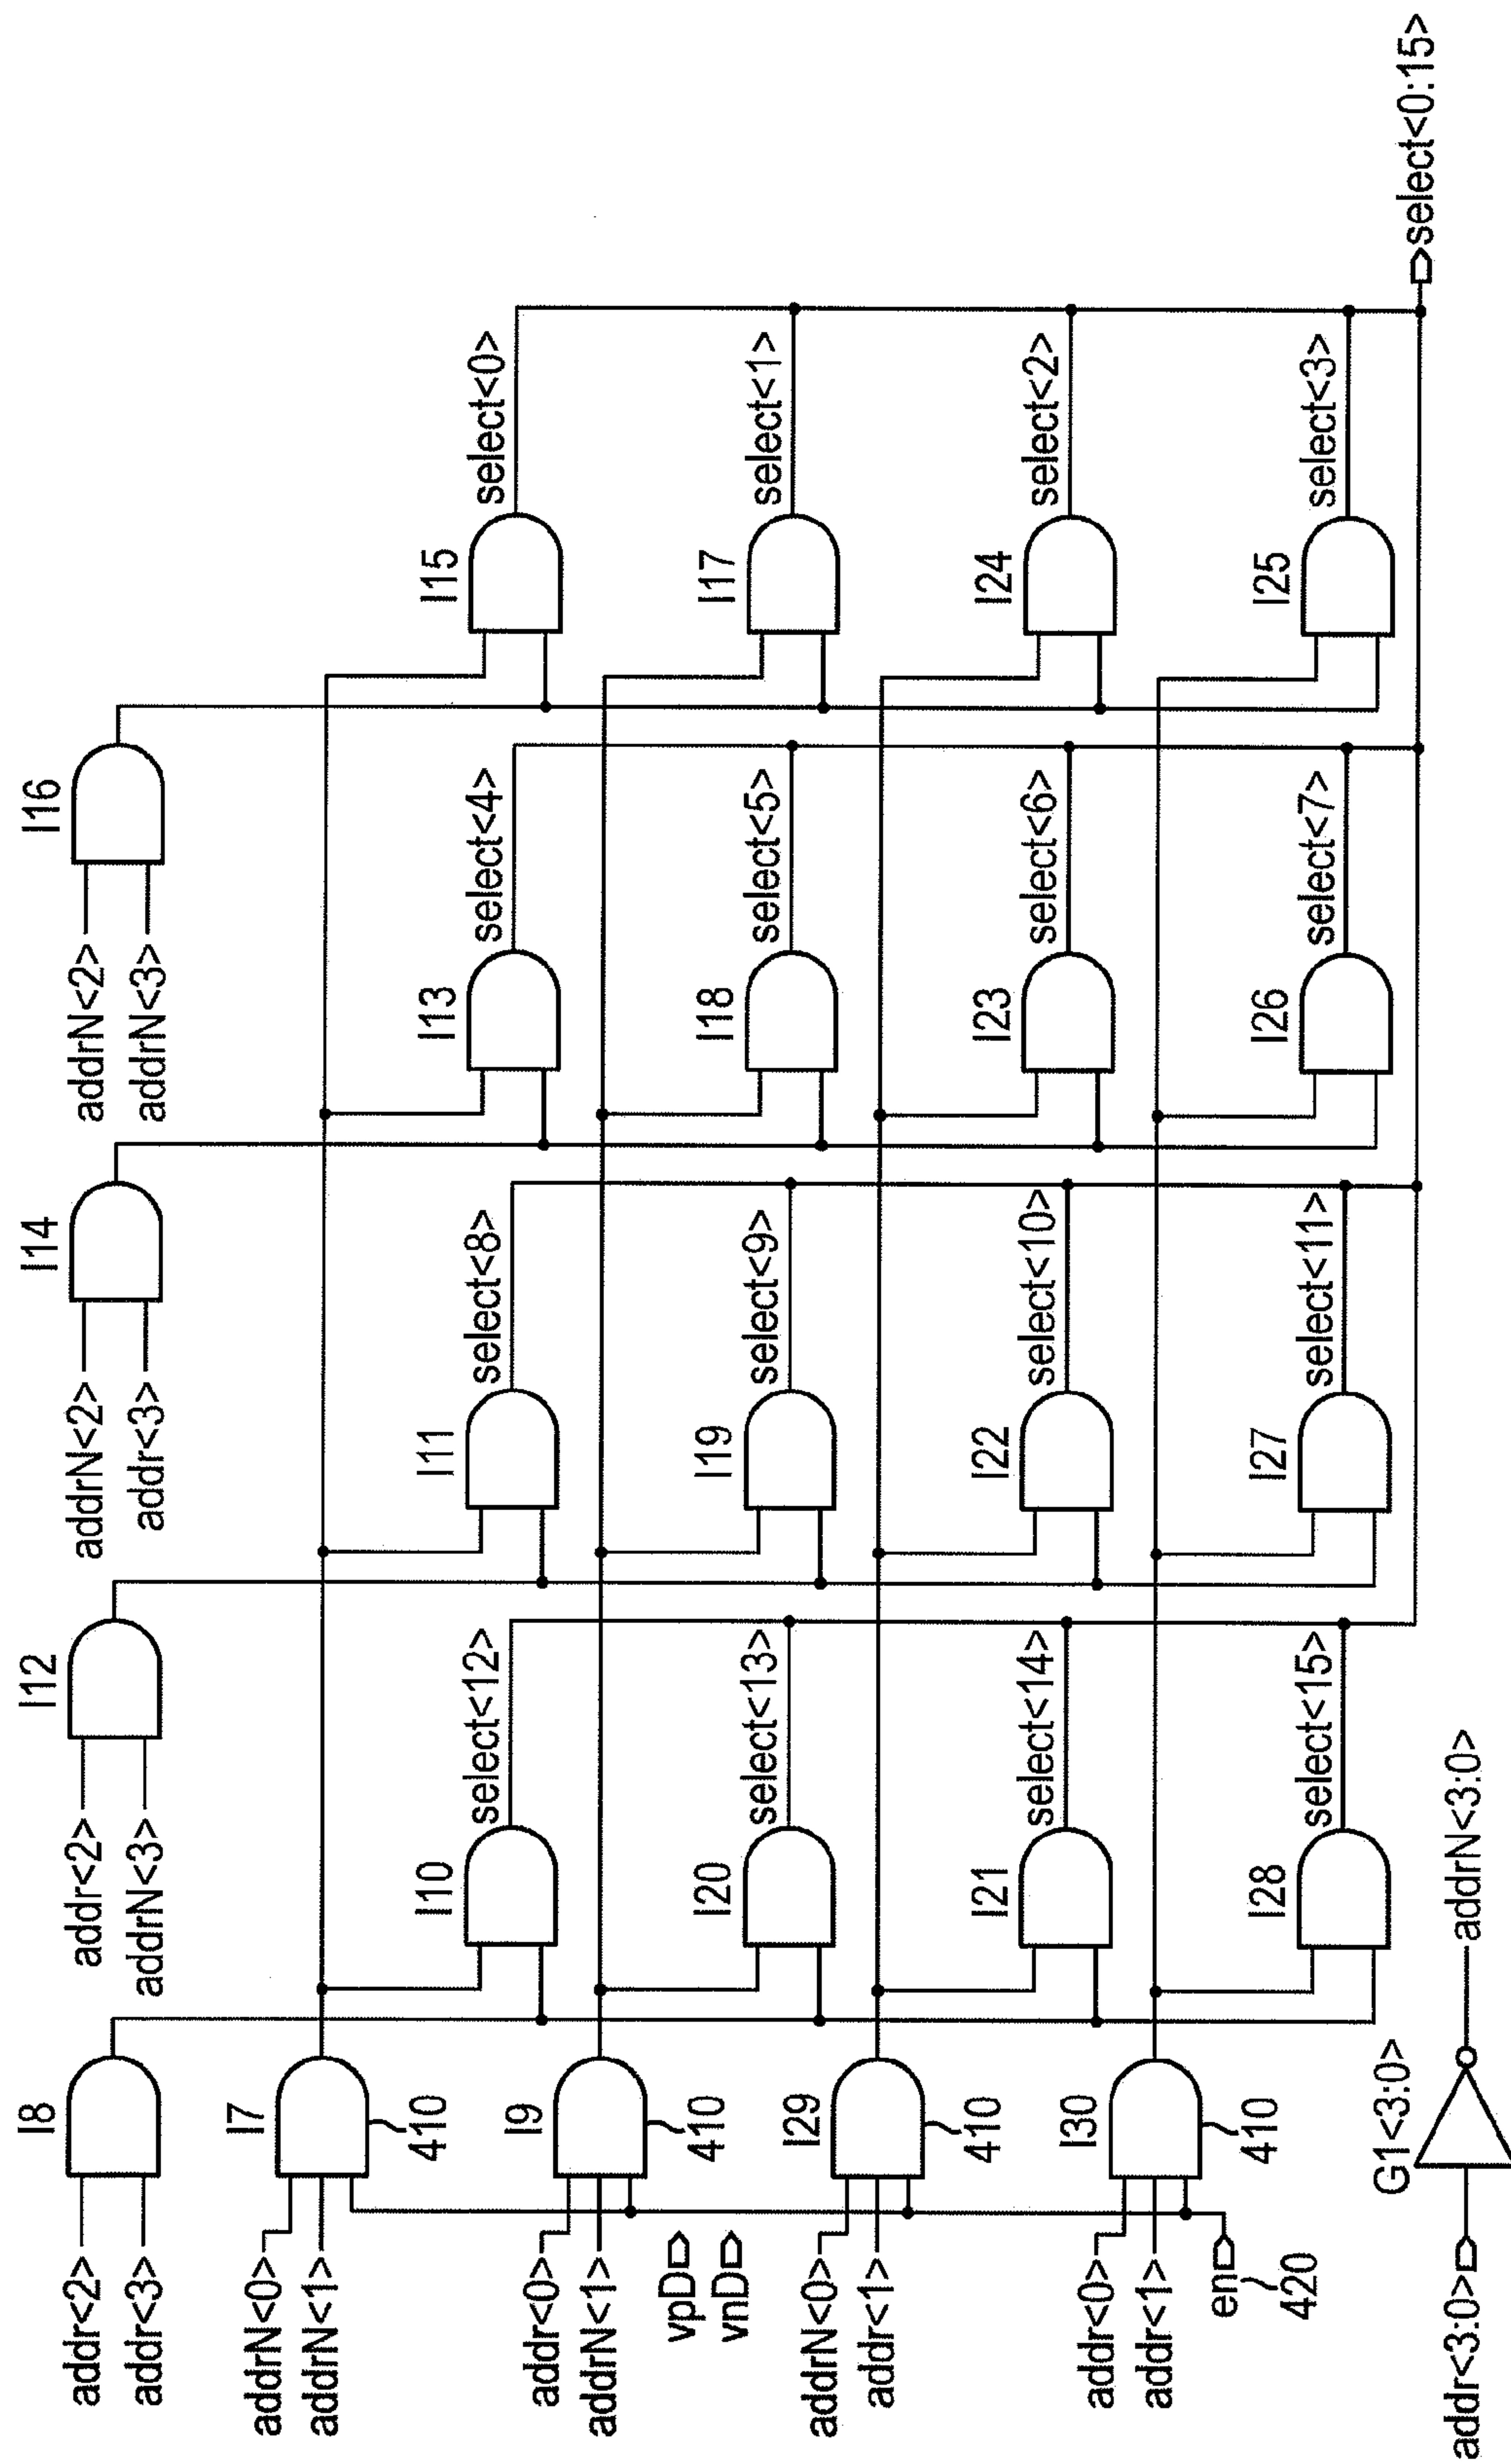 I8
addr<2>
addr<3>
I12
addr<2>
addrN<3>
I14
addrN<2>
addr<3>
I16
addrN<2>
addrN<3>
I7
addrN<0>
addrN<1>
410
I10
select<12>
I11
select<8>
I13
select<4>
I15
select<0>
I9
addr<0>
addrN<1>
410
vpD
vnD
I20
select<13>
I19
select<9>
I18
select<5>
I17
select<1>
I29
addrN<0>
addr<1>
410
I21
select<14>
I22
select<10>
I23
select<6>
I24
select<2>
I30
addr<0>
addr<1>
410
en
420
I28
select<15>
I27
select<11>
I26
select<7>
I25
select<3>
select<0:15>
G1<3:0>
addr<3:0>
addrN<3:0>